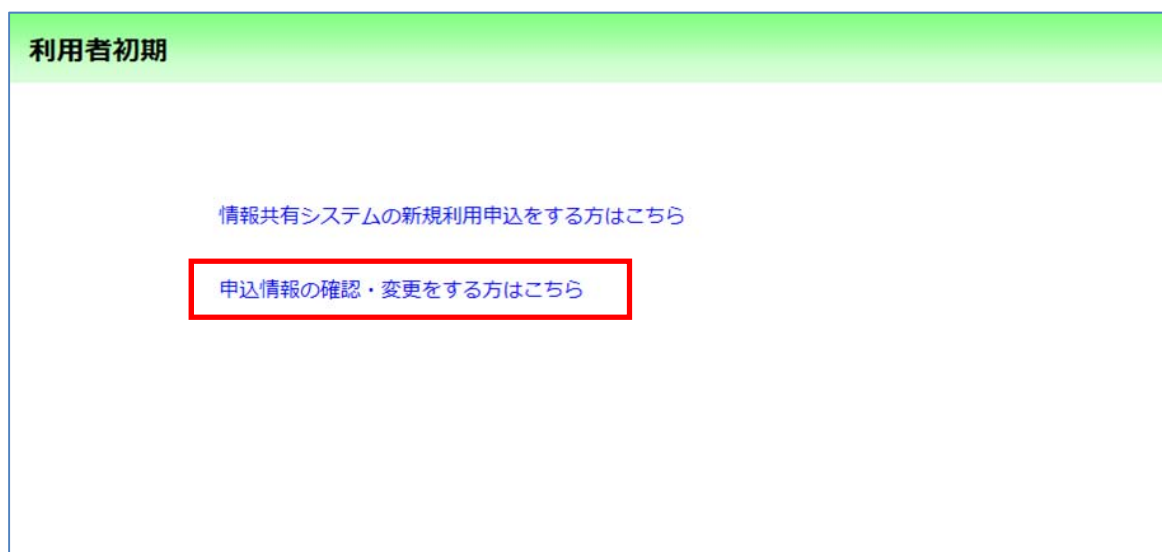 利用者初期
情報共有システムの新規利用申込をする方はこちら
申込情報の確認・変更をする方はこちら